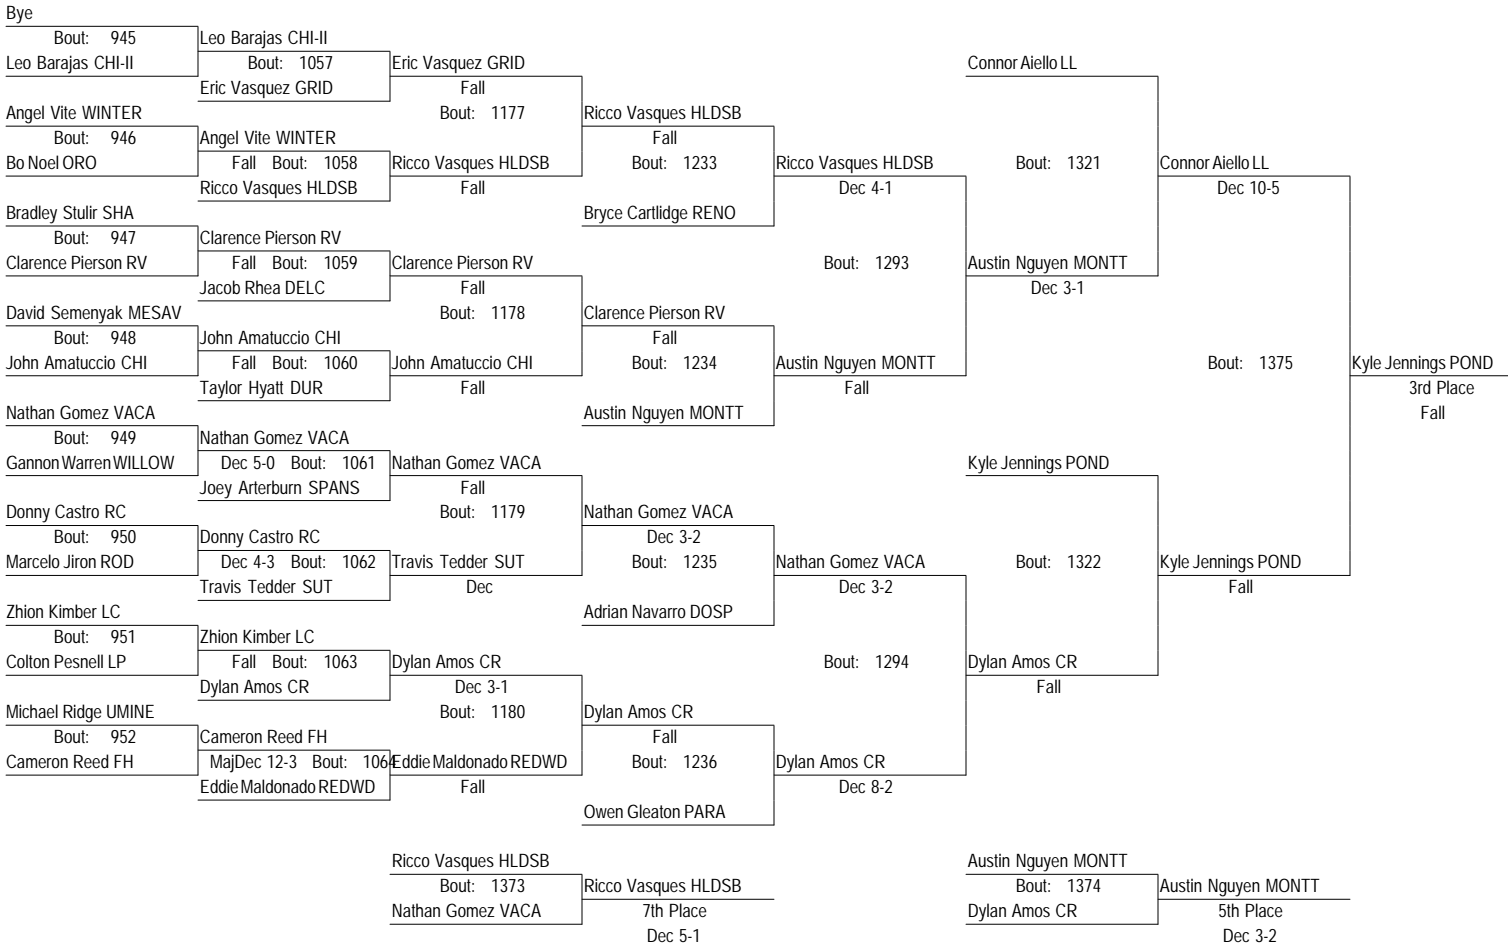 Bye
Bout: 945
Leo Barajas CHI-II
Angel Vite WINTER
Bout: 946
Bo Noel ORO
Bradley Stulir SHA
Bout: 947
Clarence Pierson RV
David Semenyak MESAV
Bout: 948
John Amatuccio CHI
Nathan Gomez VACA
Bout: 949
Gannon Warren WILLOW
Donny Castro RC
Bout: 950
Marcelo Jiron ROD
Zhion Kimber LC
Bout: 951
Colton Pesnell LP
Michael Ridge UMINE
Bout: 952
Cameron Reed FH
Leo Barajas CHI-II
Bout: 1057
Eric Vasquez GRID
Angel Vite WINTER
Fall Bout: 1058
Ricco Vasques HLDSB
Clarence Pierson RV
Fall Bout: 1059
Jacob Rhea DELC
John Amatuccio CHI
Fall Bout: 1060
Taylor Hyatt DUR
Nathan Gomez VACA
Dec 5-0 Bout: 1061
Joey Arterburn SPANS
Donny Castro RC
Dec 4-3 Bout: 1062
Travis Tedder SUT
Zhion Kimber LC
Fall Bout: 1063
Dylan Amos CR
Cameron Reed FH
MajDec 12-3 Bout: 1064
Eddie Maldonado REDWD
Eric Vasquez GRID
Fall
Bout: 1177
Ricco Vasques HLDSB
Fall
Clarence Pierson RV
Fall
Bout: 1178
John Amatuccio CHI
Fall
Nathan Gomez VACA
Fall
Bout: 1179
Travis Tedder SUT
Dec
Dylan Amos CR
Dec 3-1
Bout: 1180
Eddie Maldonado REDWD
Fall
Ricco Vasques HLDSB
Fall
Bout: 1233
Bryce Cartlidge RENO
Clarence Pierson RV
Fall
Bout: 1234
Austin Nguyen MONTT
Nathan Gomez VACA
Dec 3-2
Bout: 1235
Adrian Navarro DOSP
Dylan Amos CR
Fall
Bout: 1236
Owen Gleaton PARA
Ricco Vasques HLDSB
Dec 4-1
Bout: 1293
Austin Nguyen MONTT
Fall
Nathan Gomez VACA
Dec 3-2
Bout: 1294
Dylan Amos CR
Dec 8-2
Connor Aiello LL
Bout: 1321
Austin Nguyen MONTT
Dec 3-1
Kyle Jennings POND
Bout: 1322
Dylan Amos CR
Fall
Connor Aiello LL
Dec 10-5
Bout: 1375
Kyle Jennings POND
Fall
Kyle Jennings POND
3rd Place
Fall
Ricco Vasques HLDSB
Bout: 1373
Nathan Gomez VACA
Ricco Vasques HLDSB
7th Place
Dec 5-1
Austin Nguyen MONTT
Bout: 1374
Dylan Amos CR
Austin Nguyen MONTT
5th Place
Dec 3-2